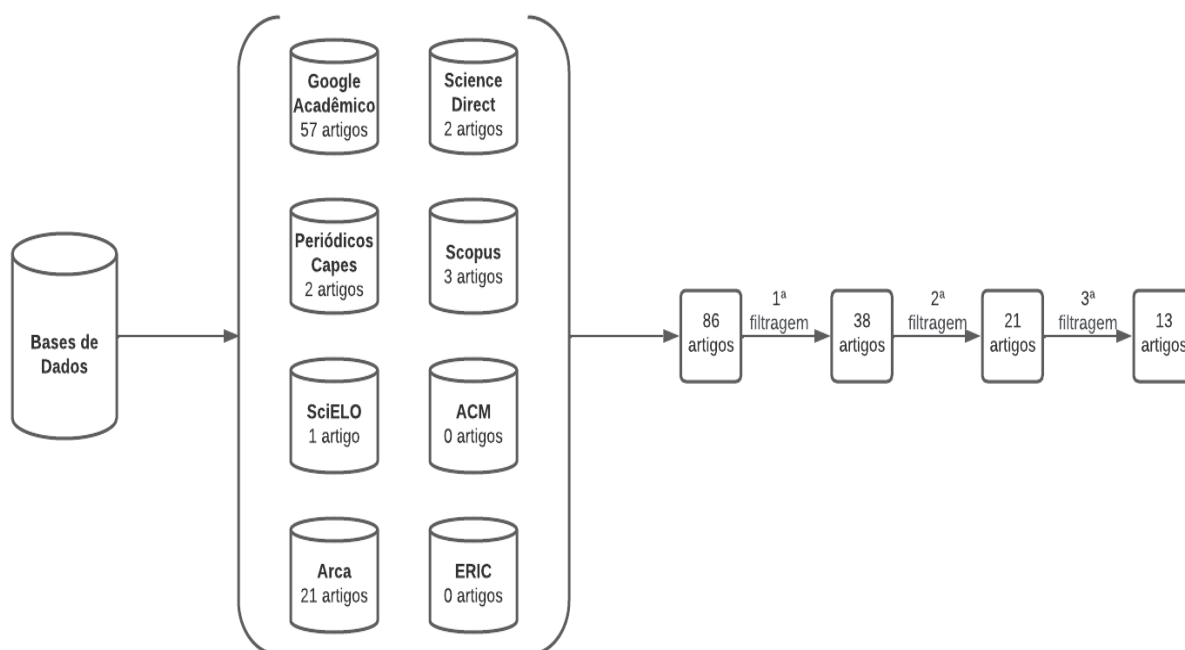 Bases de
Dados
Google
Acadêmico
57 artigos
Science
Direct
2 artigos
Periódicos
Capes
2 artigos
Scopus
3 artigos
SciELO
1 artigo
ACM
0 artigos
Arca
21 artigos
ERIC
0 artigos
86
artigos
1ª
filtragem
38
artigos
2ª
filtragem
21
artigos
3ª
filtragem
13
artigos